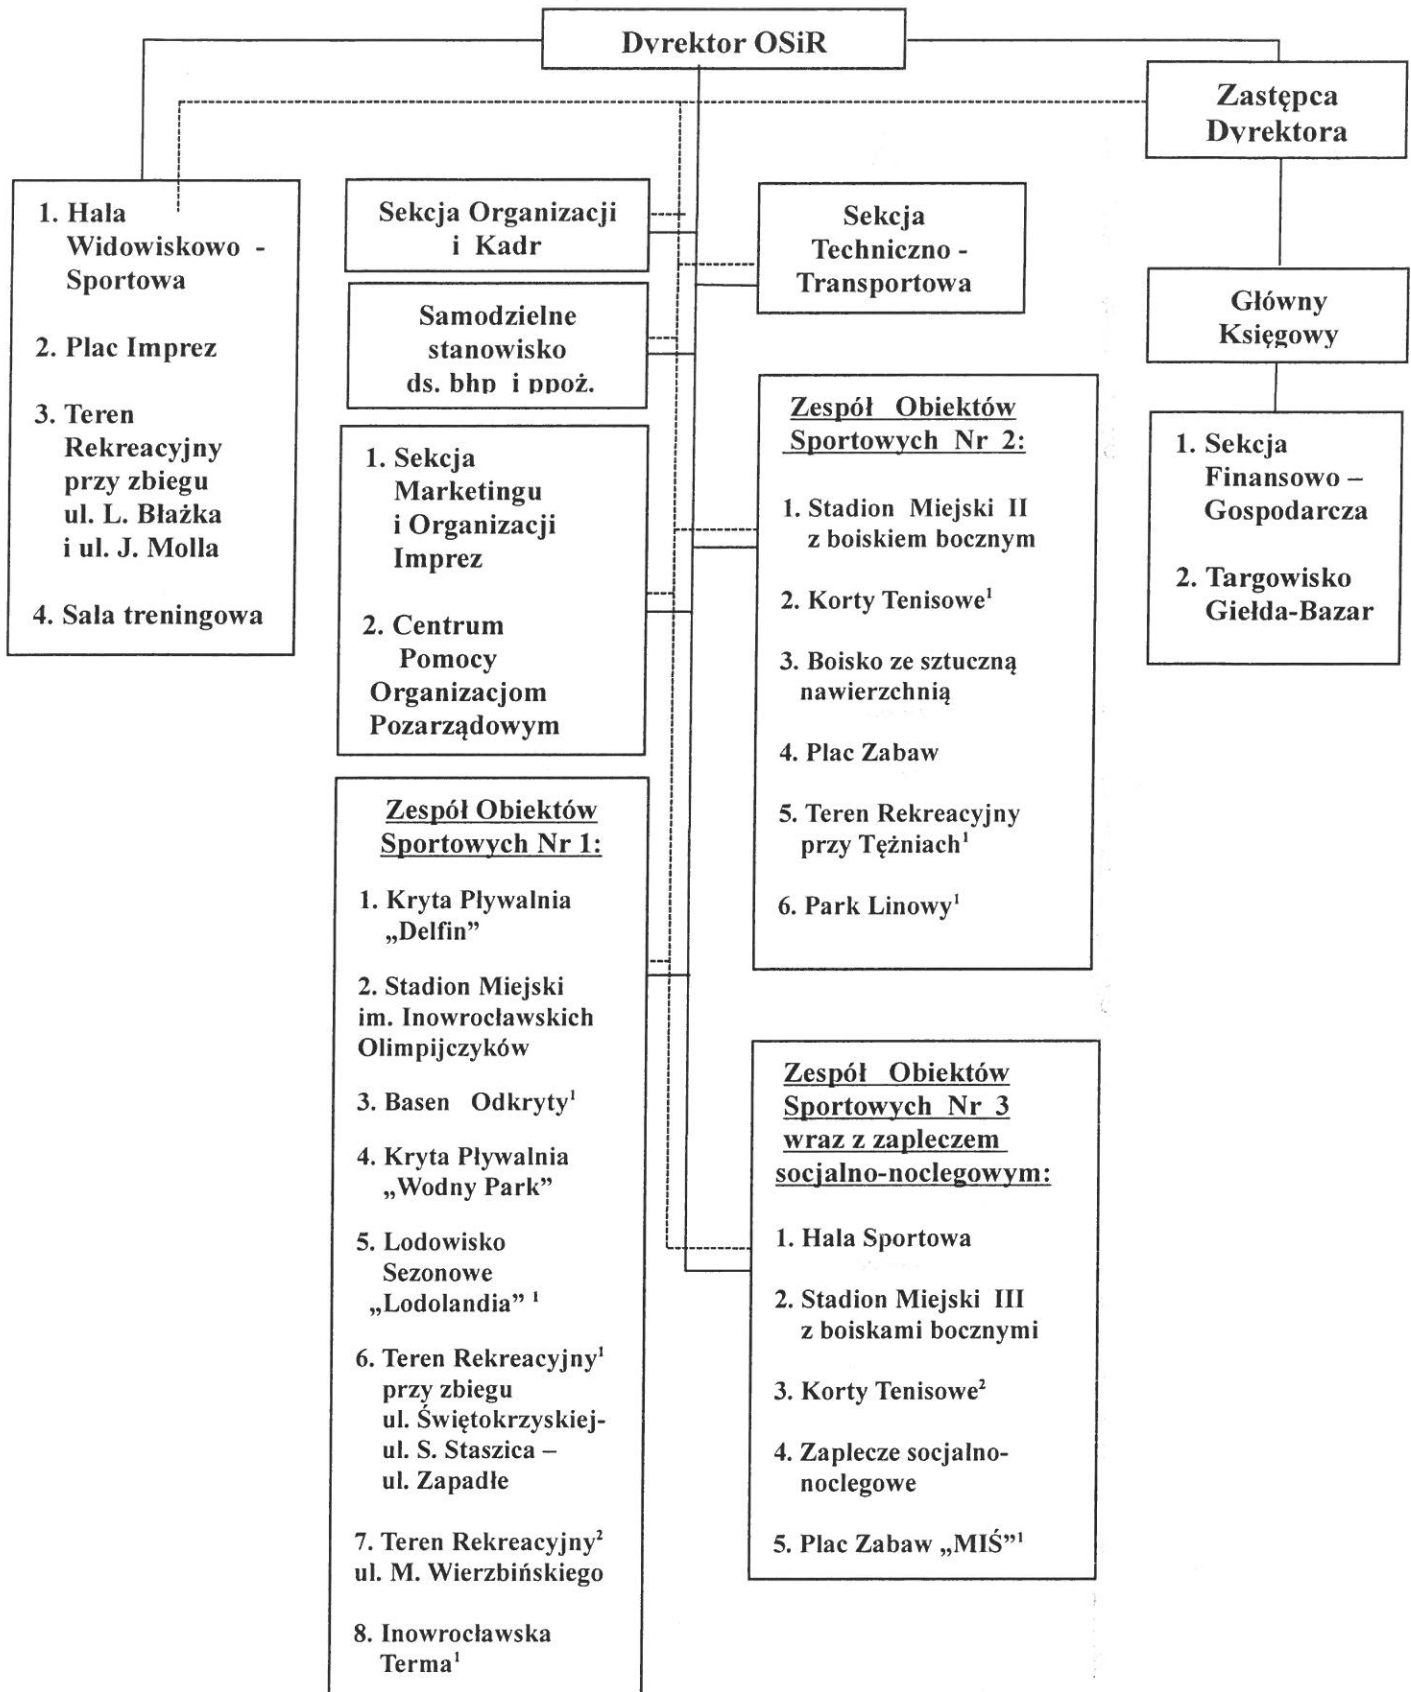 Dyrektor OSiR
Zastępca
Dyrektora
1. Hala
Widowiskowo -
Sportowa
2. Plac Imprez
3. Teren
Rekreacyjny
przy zbiegu
ul. L. Błażka
i ul. J. Molla
4. Sala treningowa
Sekcja Organizacji
i Kadr
Samodzielne
stanowisko
ds. bhp i ppoż.
1. Sekcja
Marketingu
i Organizacji
Imprez
2. Centrum
Pomocy
Organizacjom
Pozarządowym
Zespół Obiektów
Sportowych Nr 1:
1. Kryta Pływalnia
„Delfin”
2. Stadion Miejski
im. Inowrocławskich
Olimpijczyków
3. Basen Odkryty¹
4. Kryta Pływalnia
„Wodny Park”
5. Lodowisko
Sezonowe
„Lodolandia” ¹
6. Teren Rekreacyjny¹
przy zbiegu
ul. Świętokrzyskiej-
ul. S. Staszica –
ul. Zapadłe
7. Teren Rekreacyjny²
ul. M. Wierzbińskiego
8. Inowrocławska
Terma¹
Sekcja
Techniczno -
Transportowa
Zespół Obiektów
Sportowych Nr 2:
1. Stadion Miejski II
z boiskiem bocznym
2. Korty Tenisowe¹
3. Boisko ze sztuczną
nawierzchnią
4. Plac Zabaw
5. Teren Rekreacyjny
przy Tężniach¹
6. Park Linowy¹
Zespół Obiektów
Sportowych Nr 3
wraz z zapleczem
socjalno-noclegowym:
1. Hala Sportowa
2. Stadion Miejski III
z boiskami bocznymi
3. Korty Tenisowe²
4. Zaplecze socjalno-
noclegowe
5. Plac Zabaw „MIŚ”¹
Główny
Księgowy
1. Sekcja
Finansowo –
Gospodarcza
2. Targowisko
Giełda-Bazar